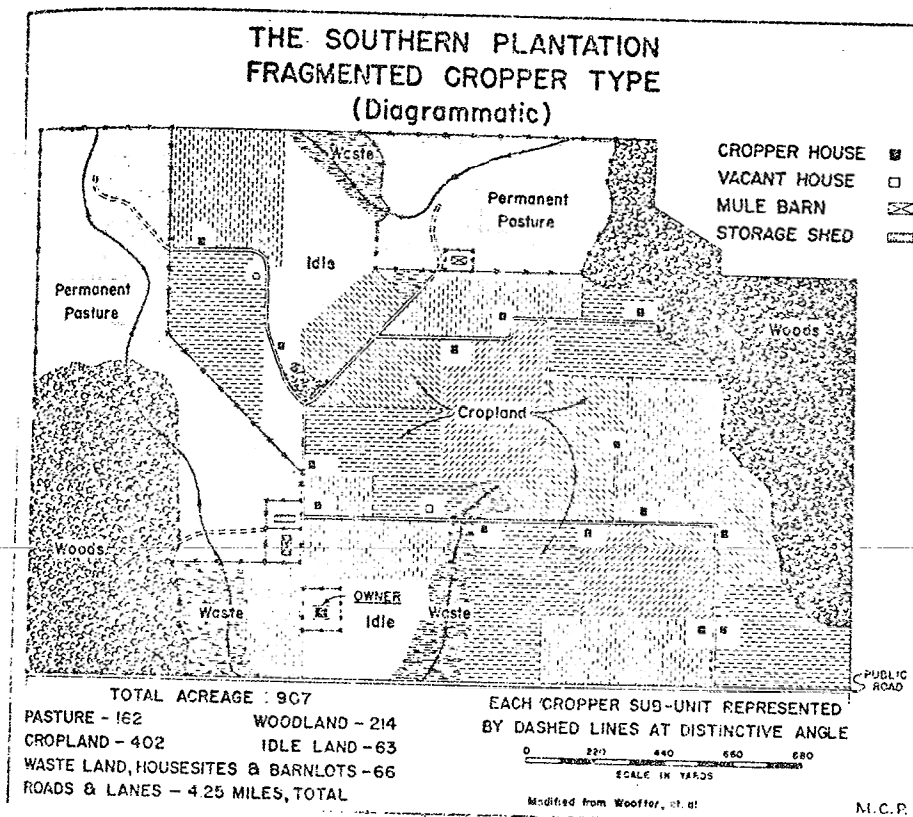 THE SOUTHERN PLANTATION
FRAGMENTED CROPPER TYPE
(Diagrammatic)
CROPPER HOUSE
VACANT HOUSE
MULE BARN
STORAGE SHED
Waste
Permanent
Pasture
Idle
Permanent
Pasture
Woods
Cropland
Woods
Waste
OWNER
Idle
Waste
PUBLIC
ROAD
TOTAL ACREAGE : 907
PASTURE - 162
WOODLAND - 214
CROPLAND - 402
IDLE LAND - 63
WASTE LAND, HOUSESITES & BARNLOTS - 66
ROADS & LANES - 4.25 MILES, TOTAL
EACH CROPPER SUB-UNIT REPRESENTED
BY DASHED LINES AT DISTINCTIVE ANGLE
0 220 440 660 880
SCALE IN YARDS
Modified from Woofter, et. al
M.C.P.